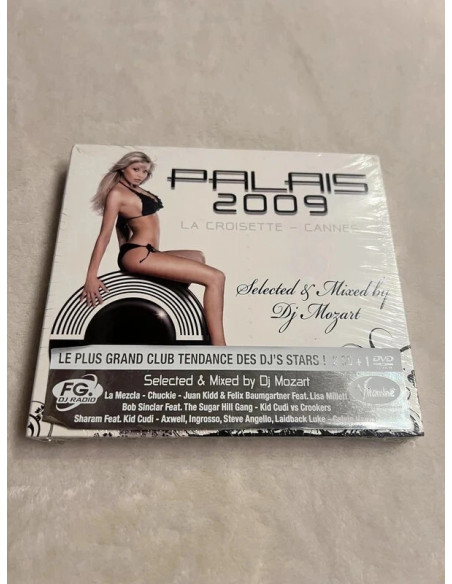 PALAIS
2009
LA CROISETTE - CANNES
Selected & Mixed by
Dj Mozart
LE PLUS GRAND CLUB TENDANCE DES DJ'S STARS ! 2 CD + 1 DVD
FG.
DJ RADIO
Selected & Mixed by Dj Mozart
La Mezcla - Chuckie - Juan Kidd & Felix Baumgartner Feat. Lisa Millett
Bob Sinclar Feat. The Sugar Hill Gang - Kid Cudi vs Crookers
Sharam Feat. Kid Cudi - Axwell, Ingrosso, Steve Angello, Laidback Luke -